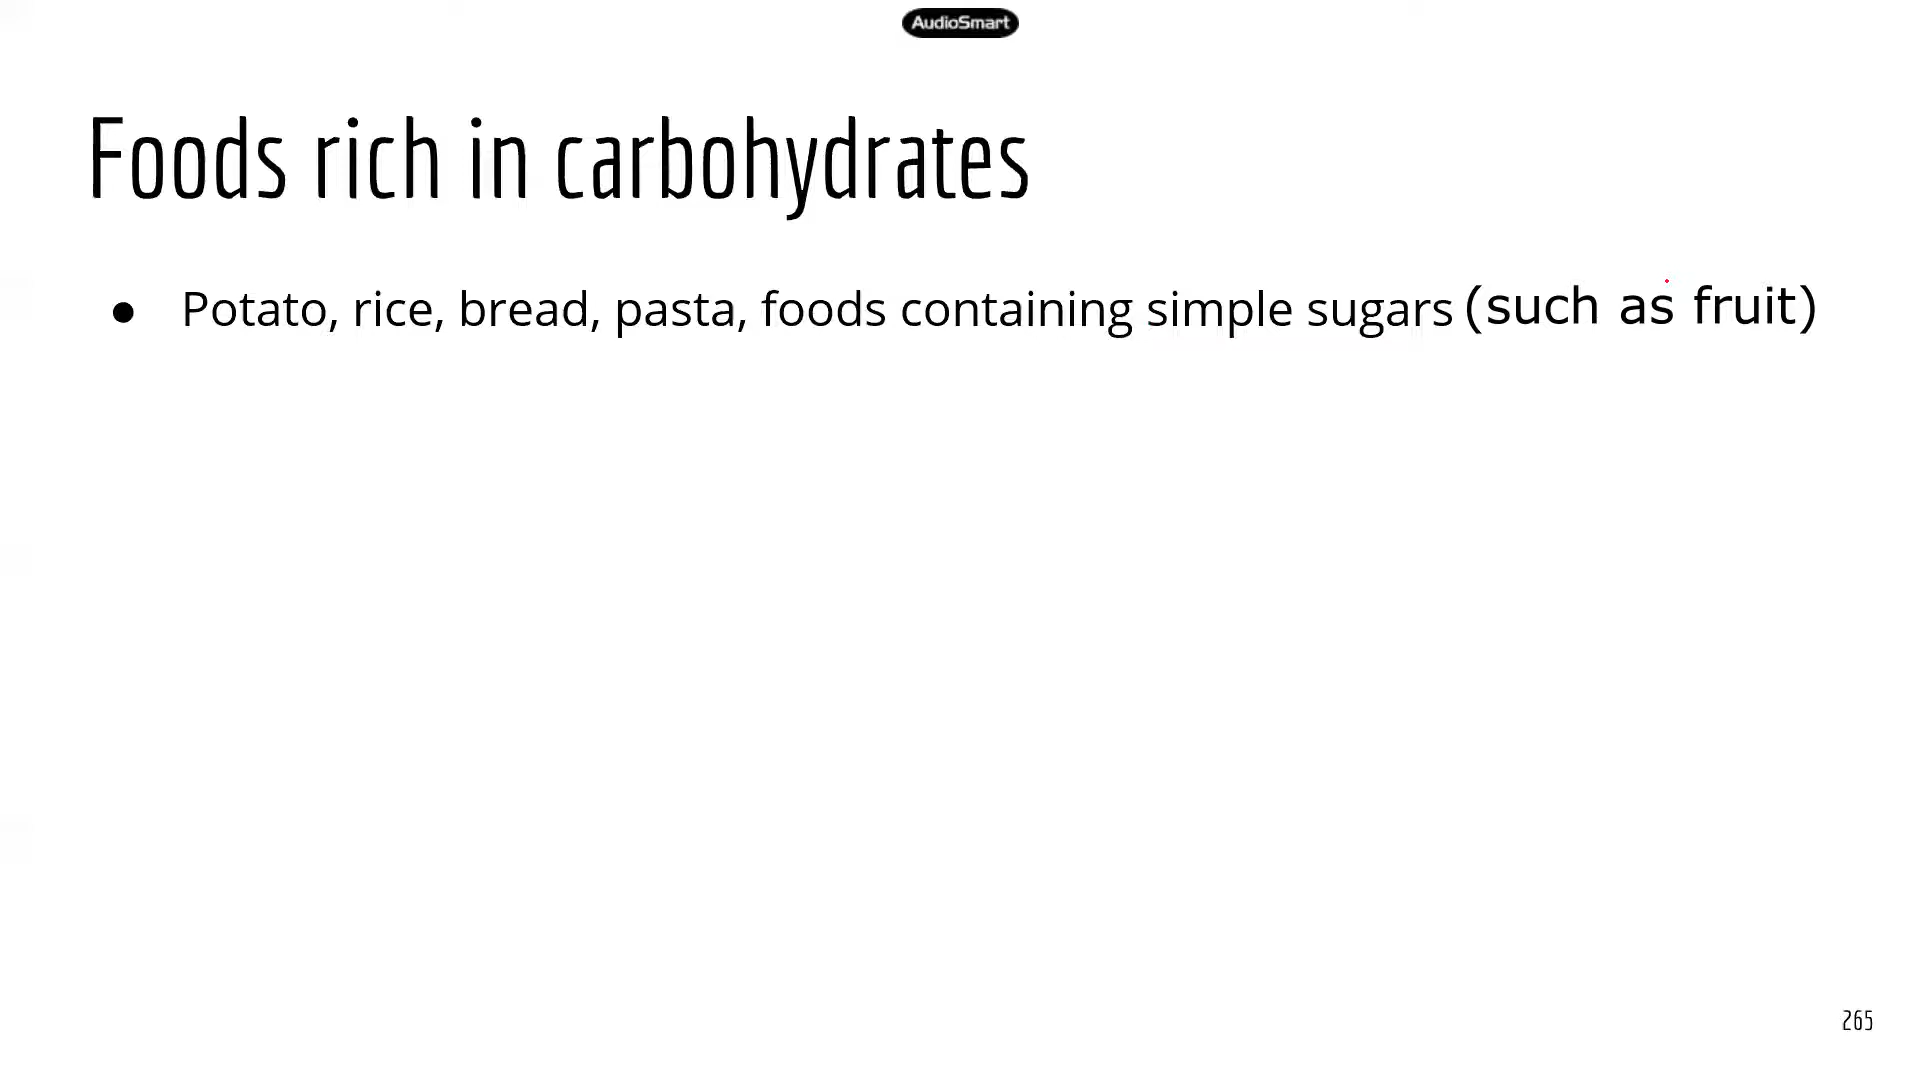 AudioSmart
Foods rich in carbohydrates
● Potato, rice, bread, pasta, foods containing simple sugars (such as fruit)
265